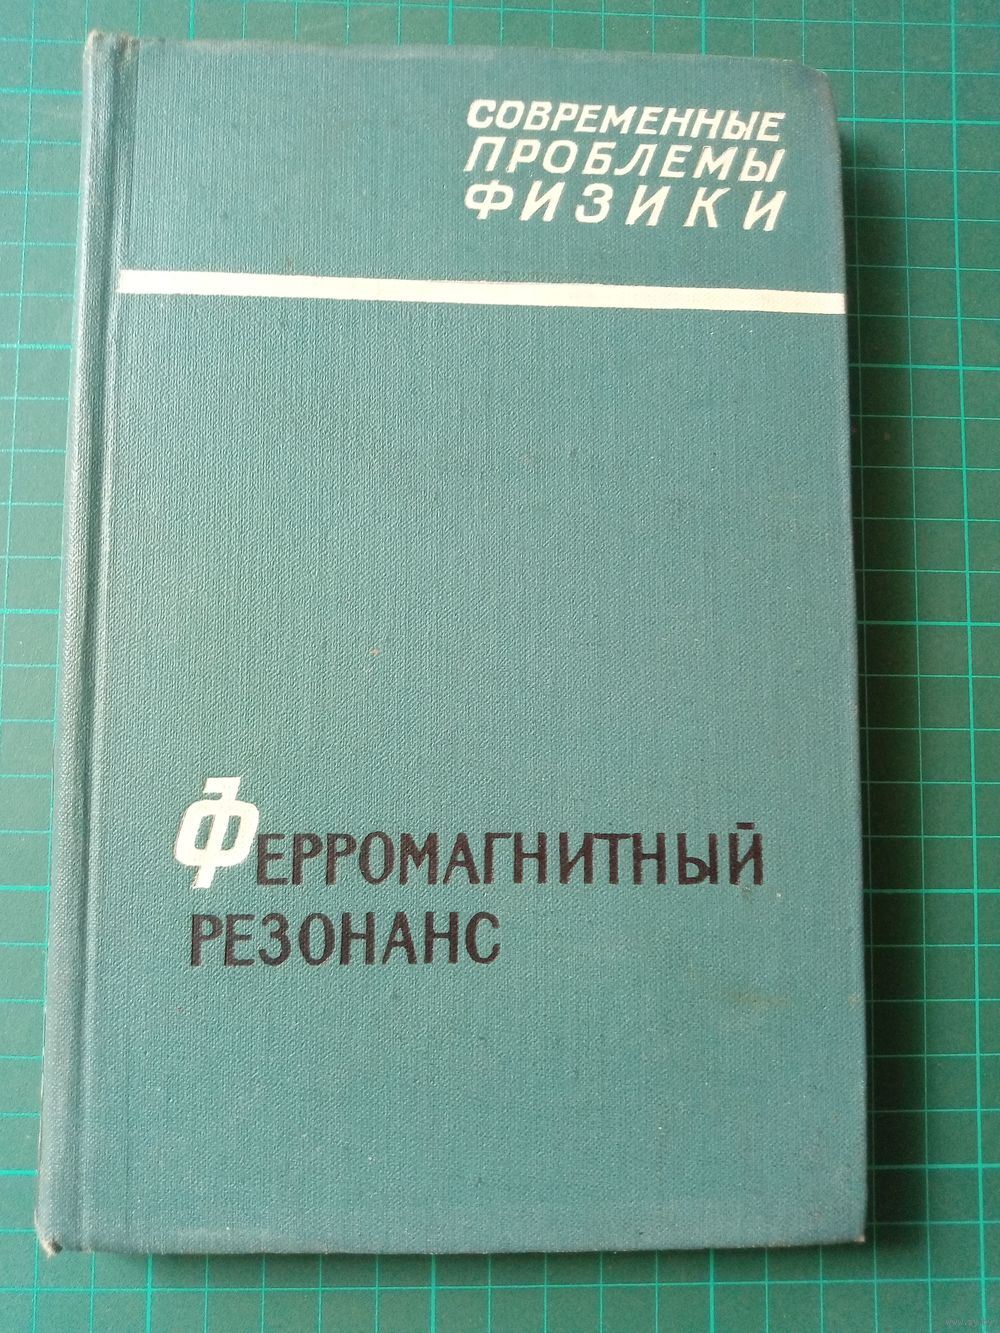 СОВРЕМЕННЫЕ
ПРОБЛЕМЫ
ФИЗИКИ
ФЕРРОМАГНИТНЫЙ
РЕЗОНАНС